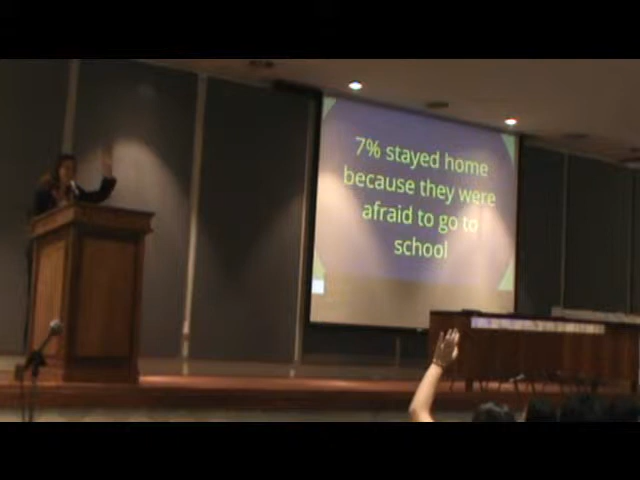 7% stayed home
because they were
afraid to go to
school